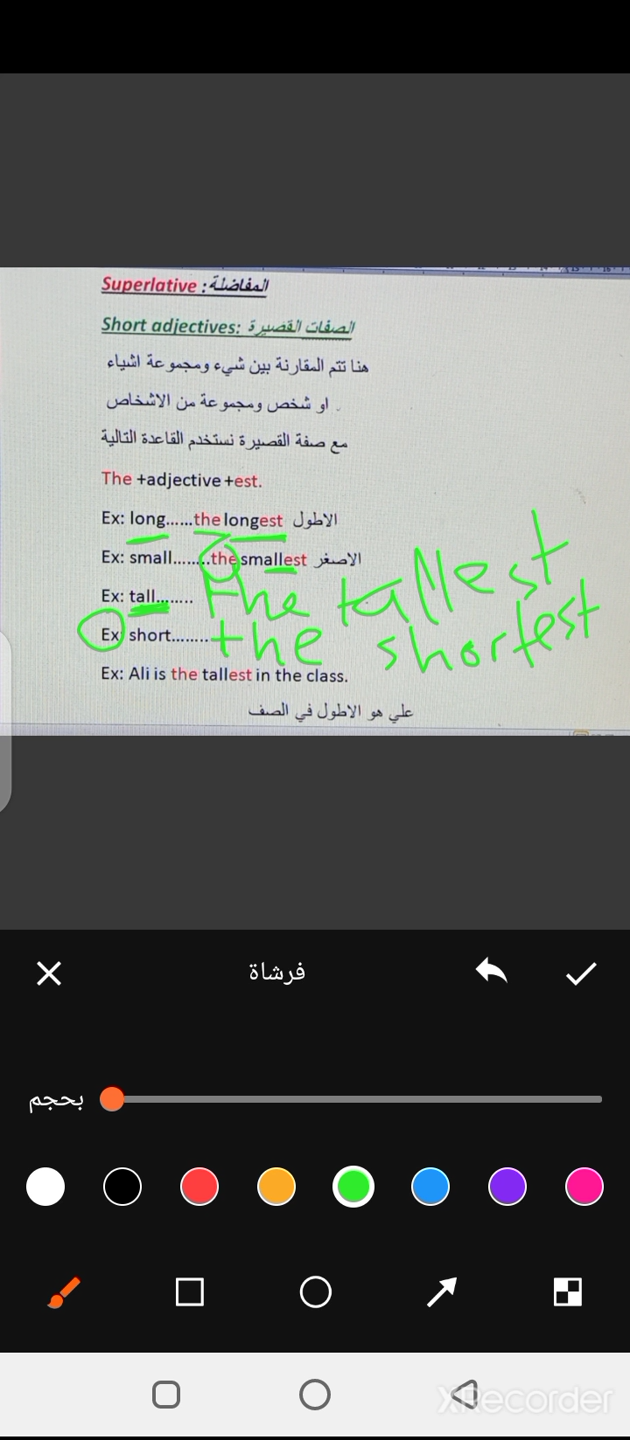 Superlative : المفاضلة
Short adjectives: الصفات القصيرة
هنا تتم المقارنة بين شيء ومجموعة اشياء
او شخص ومجموعة من الاشخاص .
مع صفة القصيرة نستخدم القاعدة التالية
The +adjective +est.
Ex: long......the longest الاطول
Ex: small.........the smallest الاصغر
Ex: tall......... The tallest
Ex: short........ the shortest
Ex: Ali is the tallest in the class.
علي هو الاطول في الصف
فرشاة
بحجم
XRecorder